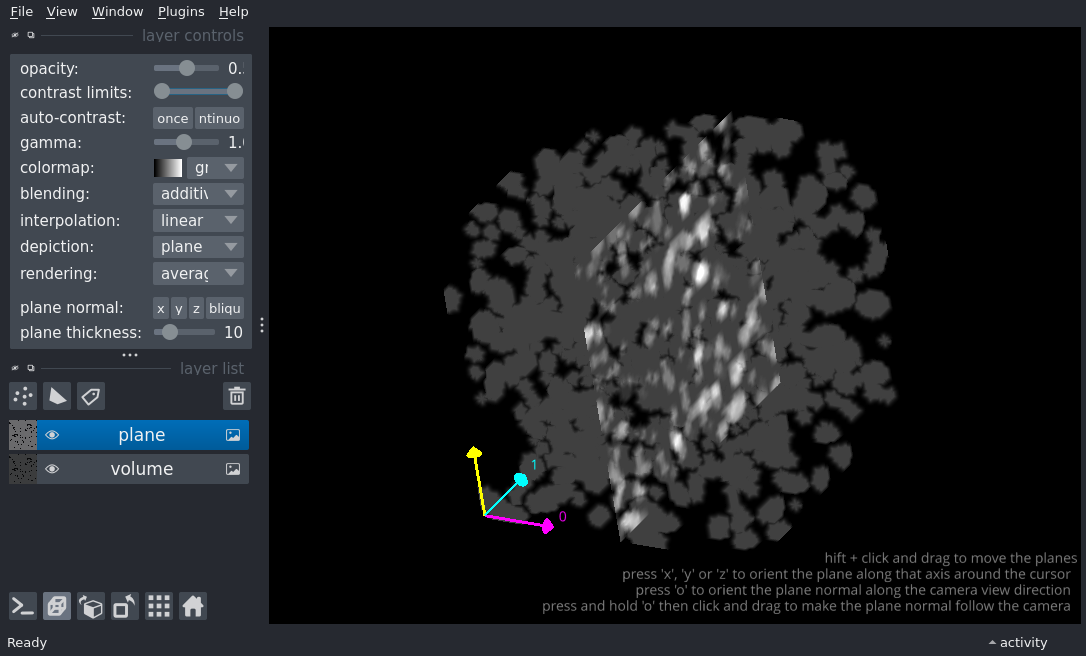 File View Window Plugins Help
layer controls
opacity: 0.
contrast limits:
auto-contrast: once ntinuo
gamma: 1.
colormap: gr
blending: additiv
interpolation: linear
depiction: plane
rendering: averag
plane normal: x y z bliqu
plane thickness: 10
layer list
plane
volume
1
0
hift + click and drag to move the planes
press 'x', 'y' or 'z' to orient the plane along that axis around the cursor
press 'o' to orient the plane normal along the camera view direction
press and hold 'o' then click and drag to make the plane normal follow the camera
Ready
activity